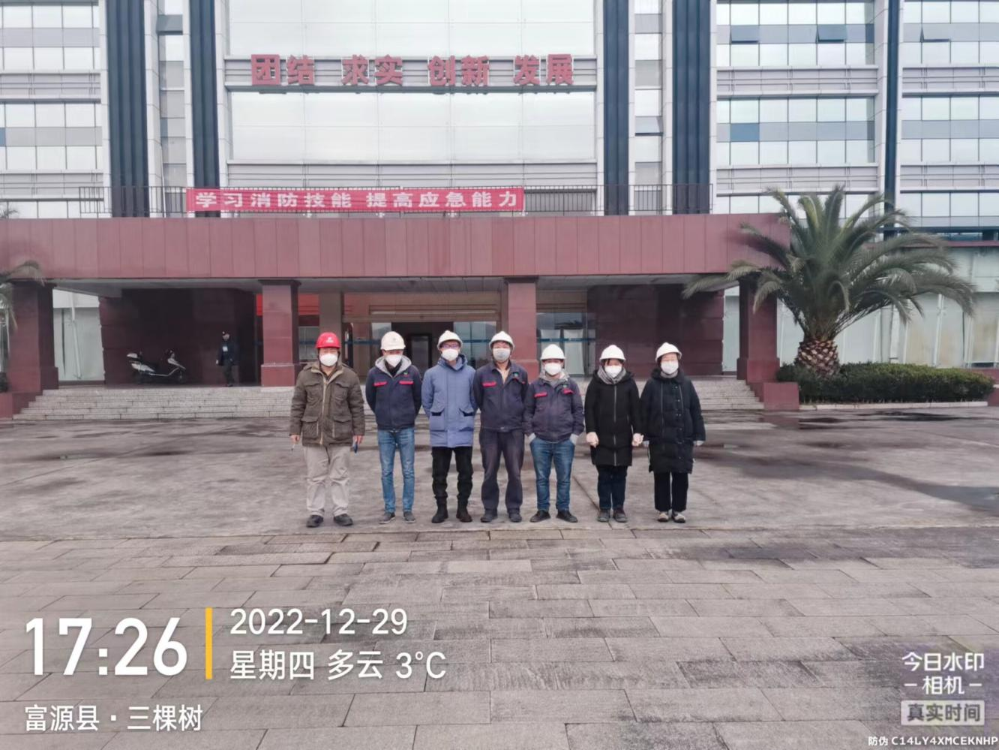 团结 求实 创新 发展
学习消防技能 提高应急能力
17:26
2022-12-29
星期四 多云 3°C
富源县·三棵树
今日水印
-相机-
真实时间
防伪 C14LY4XMCEKNHP